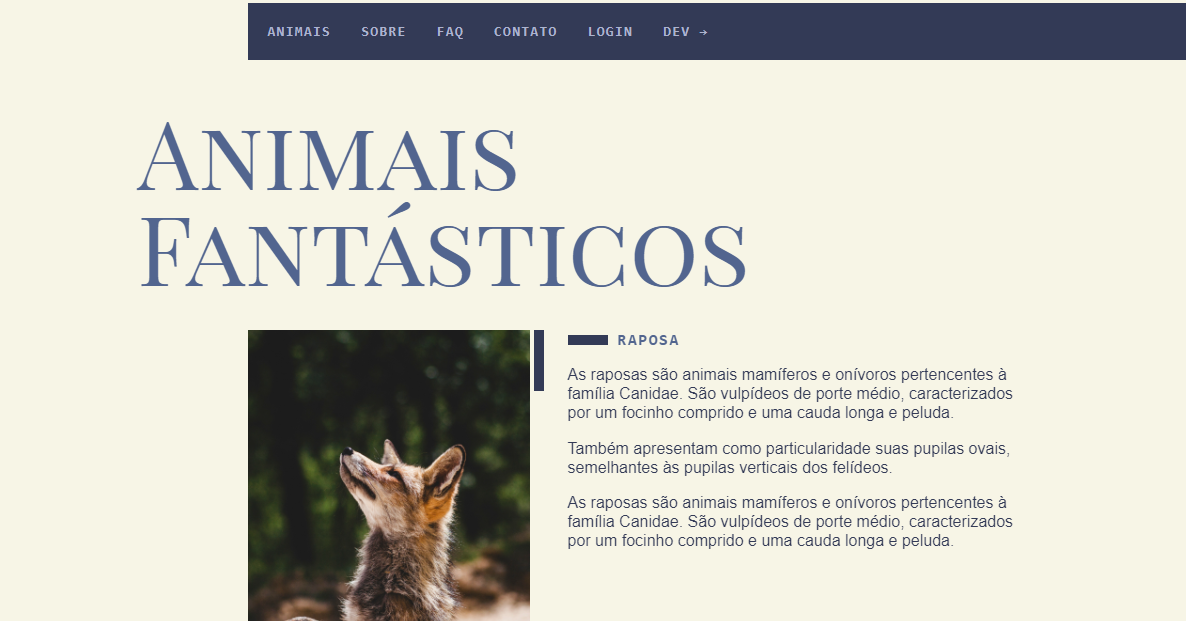 ANIMAIS SOBRE FAQ CONTATO LOGIN DEV →
ANIMAIS
FANTÁSTICOS
RAPOSA
As raposas são animais mamíferos e onívoros pertencentes à
família Canidae. São vulpídeos de porte médio, caracterizados
por um focinho comprido e uma cauda longa e peluda.
Também apresentam como particularidade suas pupilas ovais,
semelhantes às pupilas verticais dos felídeos.
As raposas são animais mamíferos e onívoros pertencentes à
família Canidae. São vulpídeos de porte médio, caracterizados
por um focinho comprido e uma cauda longa e peluda.